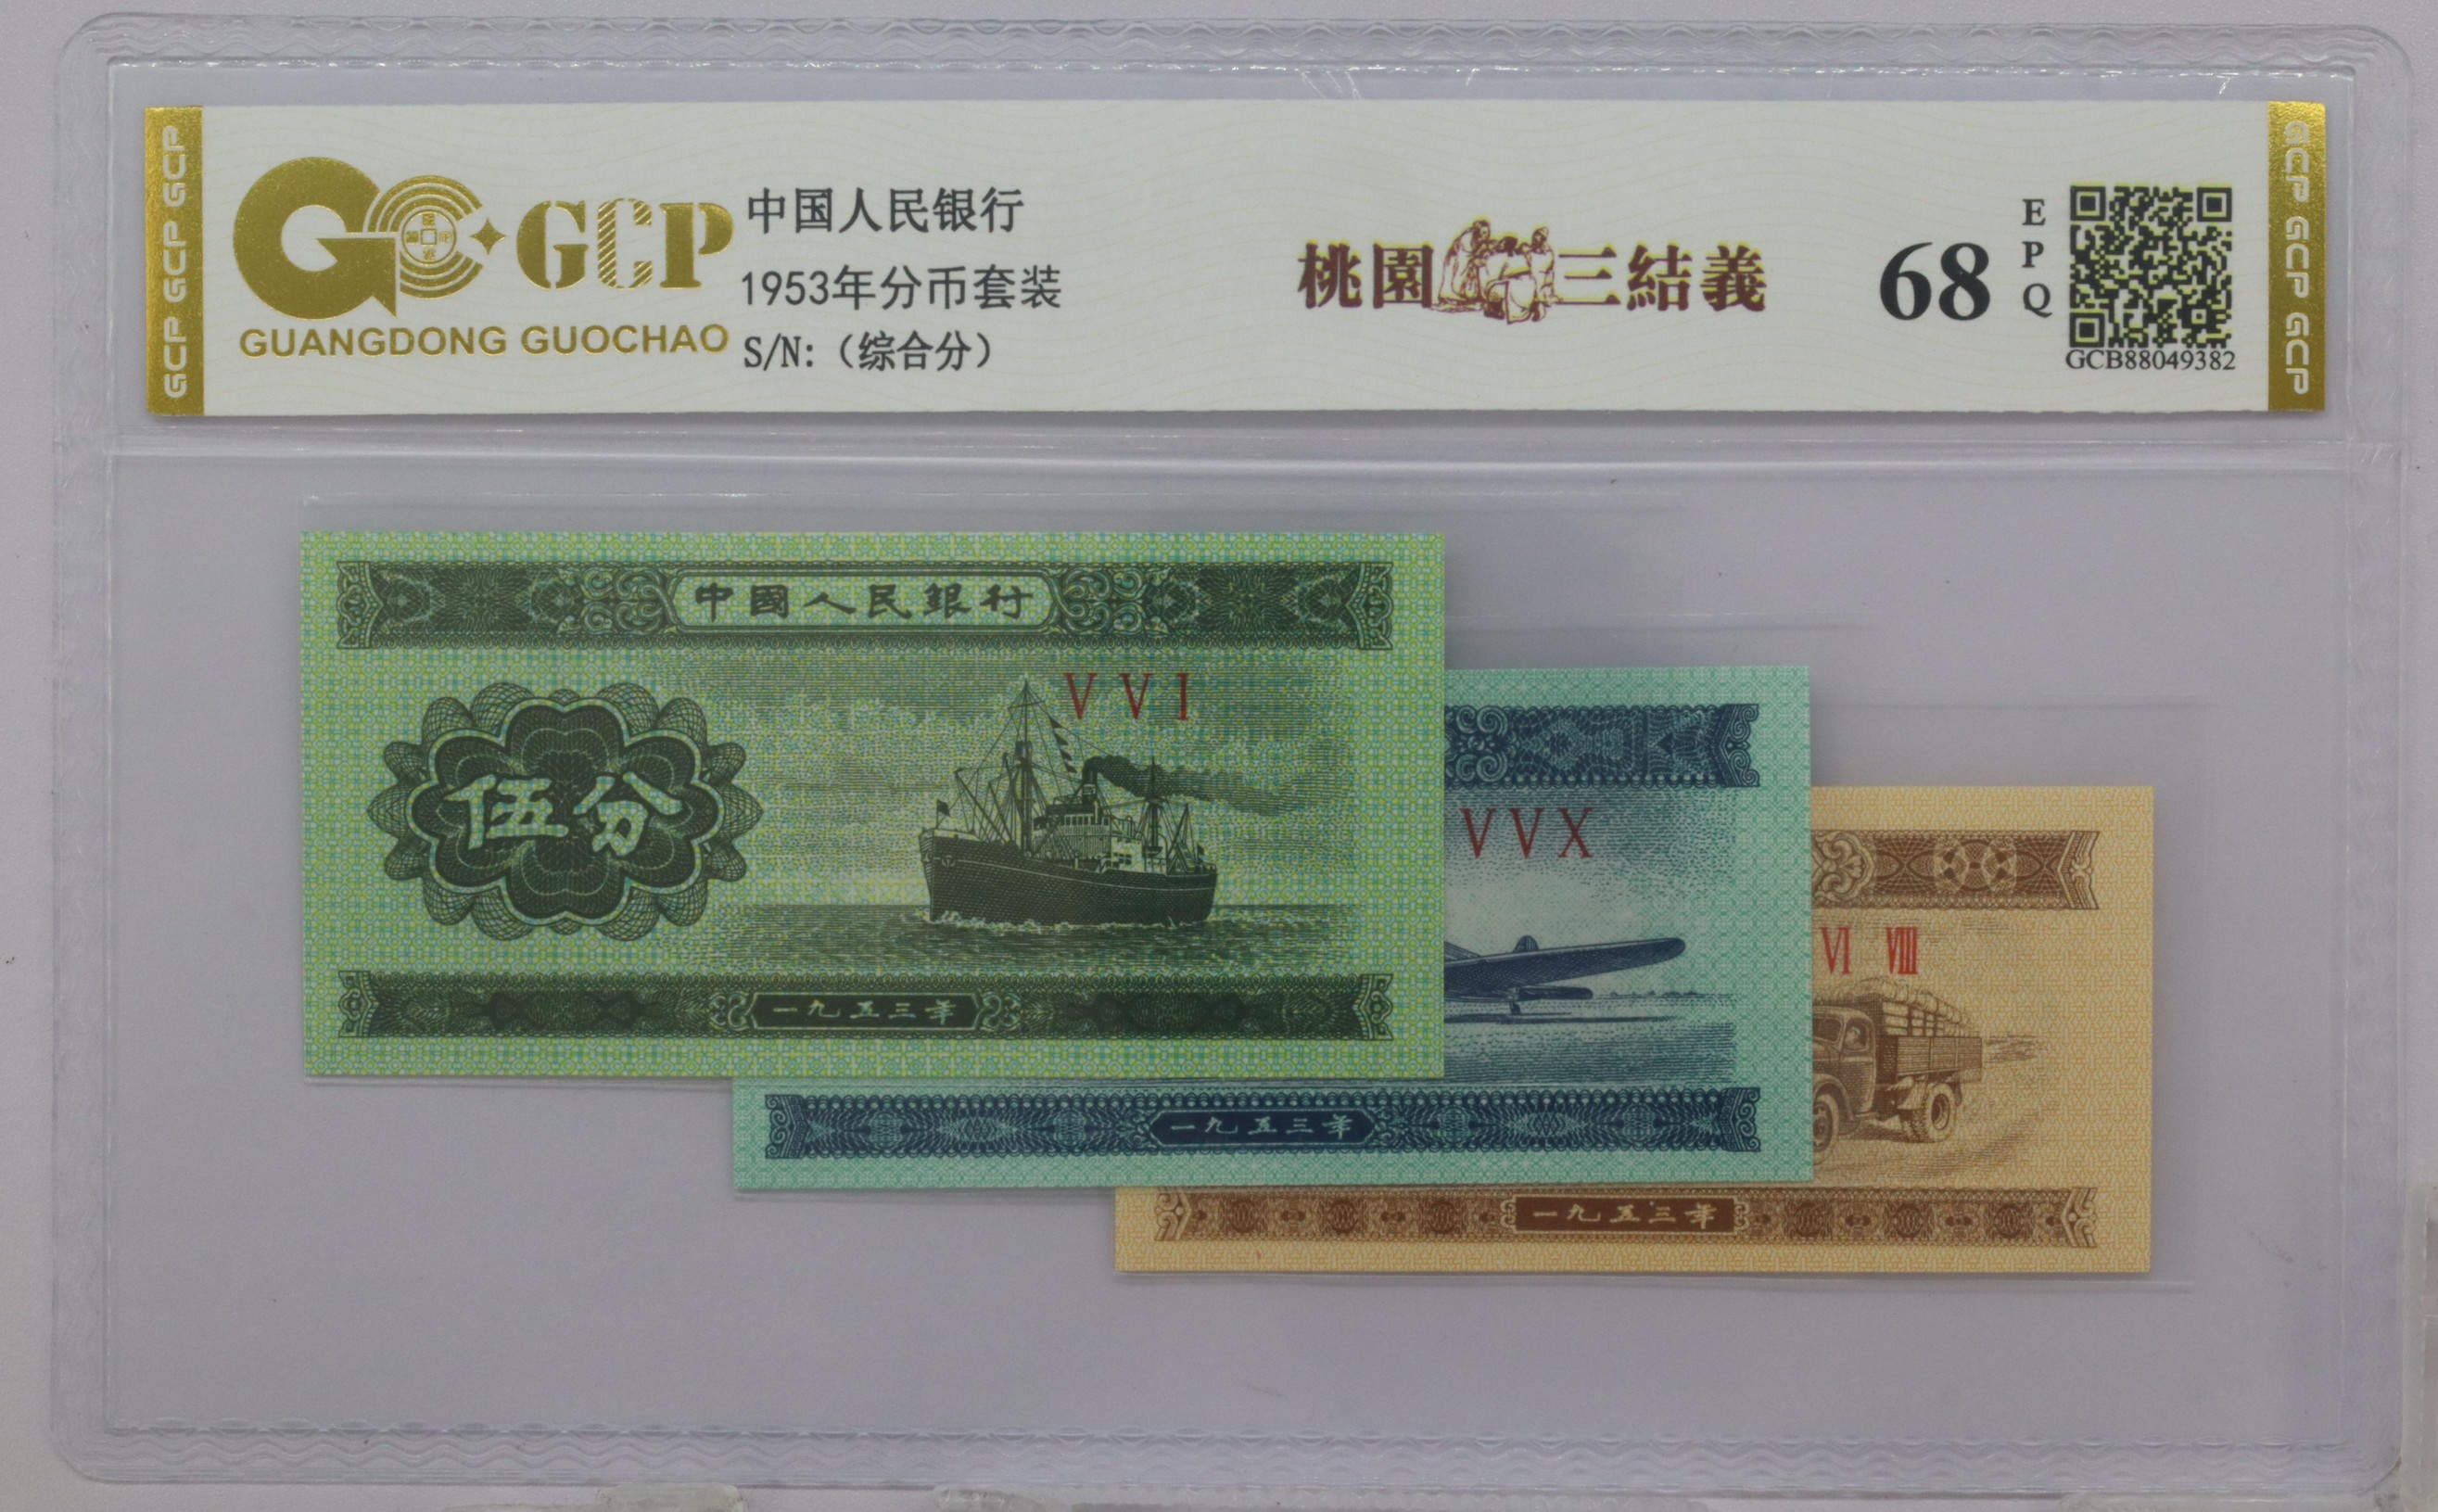 GCP GCP GCP
GCP
GUANGDONG GUOCHAO
中国人民银行
1953年分币套装
S/N:（综合分）
桃園三結義
68
EPQ
GCB88049382
GCP GCP GCP
中國人民銀行
V V I
伍分
一九五三年
V V X
一九五三年
VI VIII
一九五三年